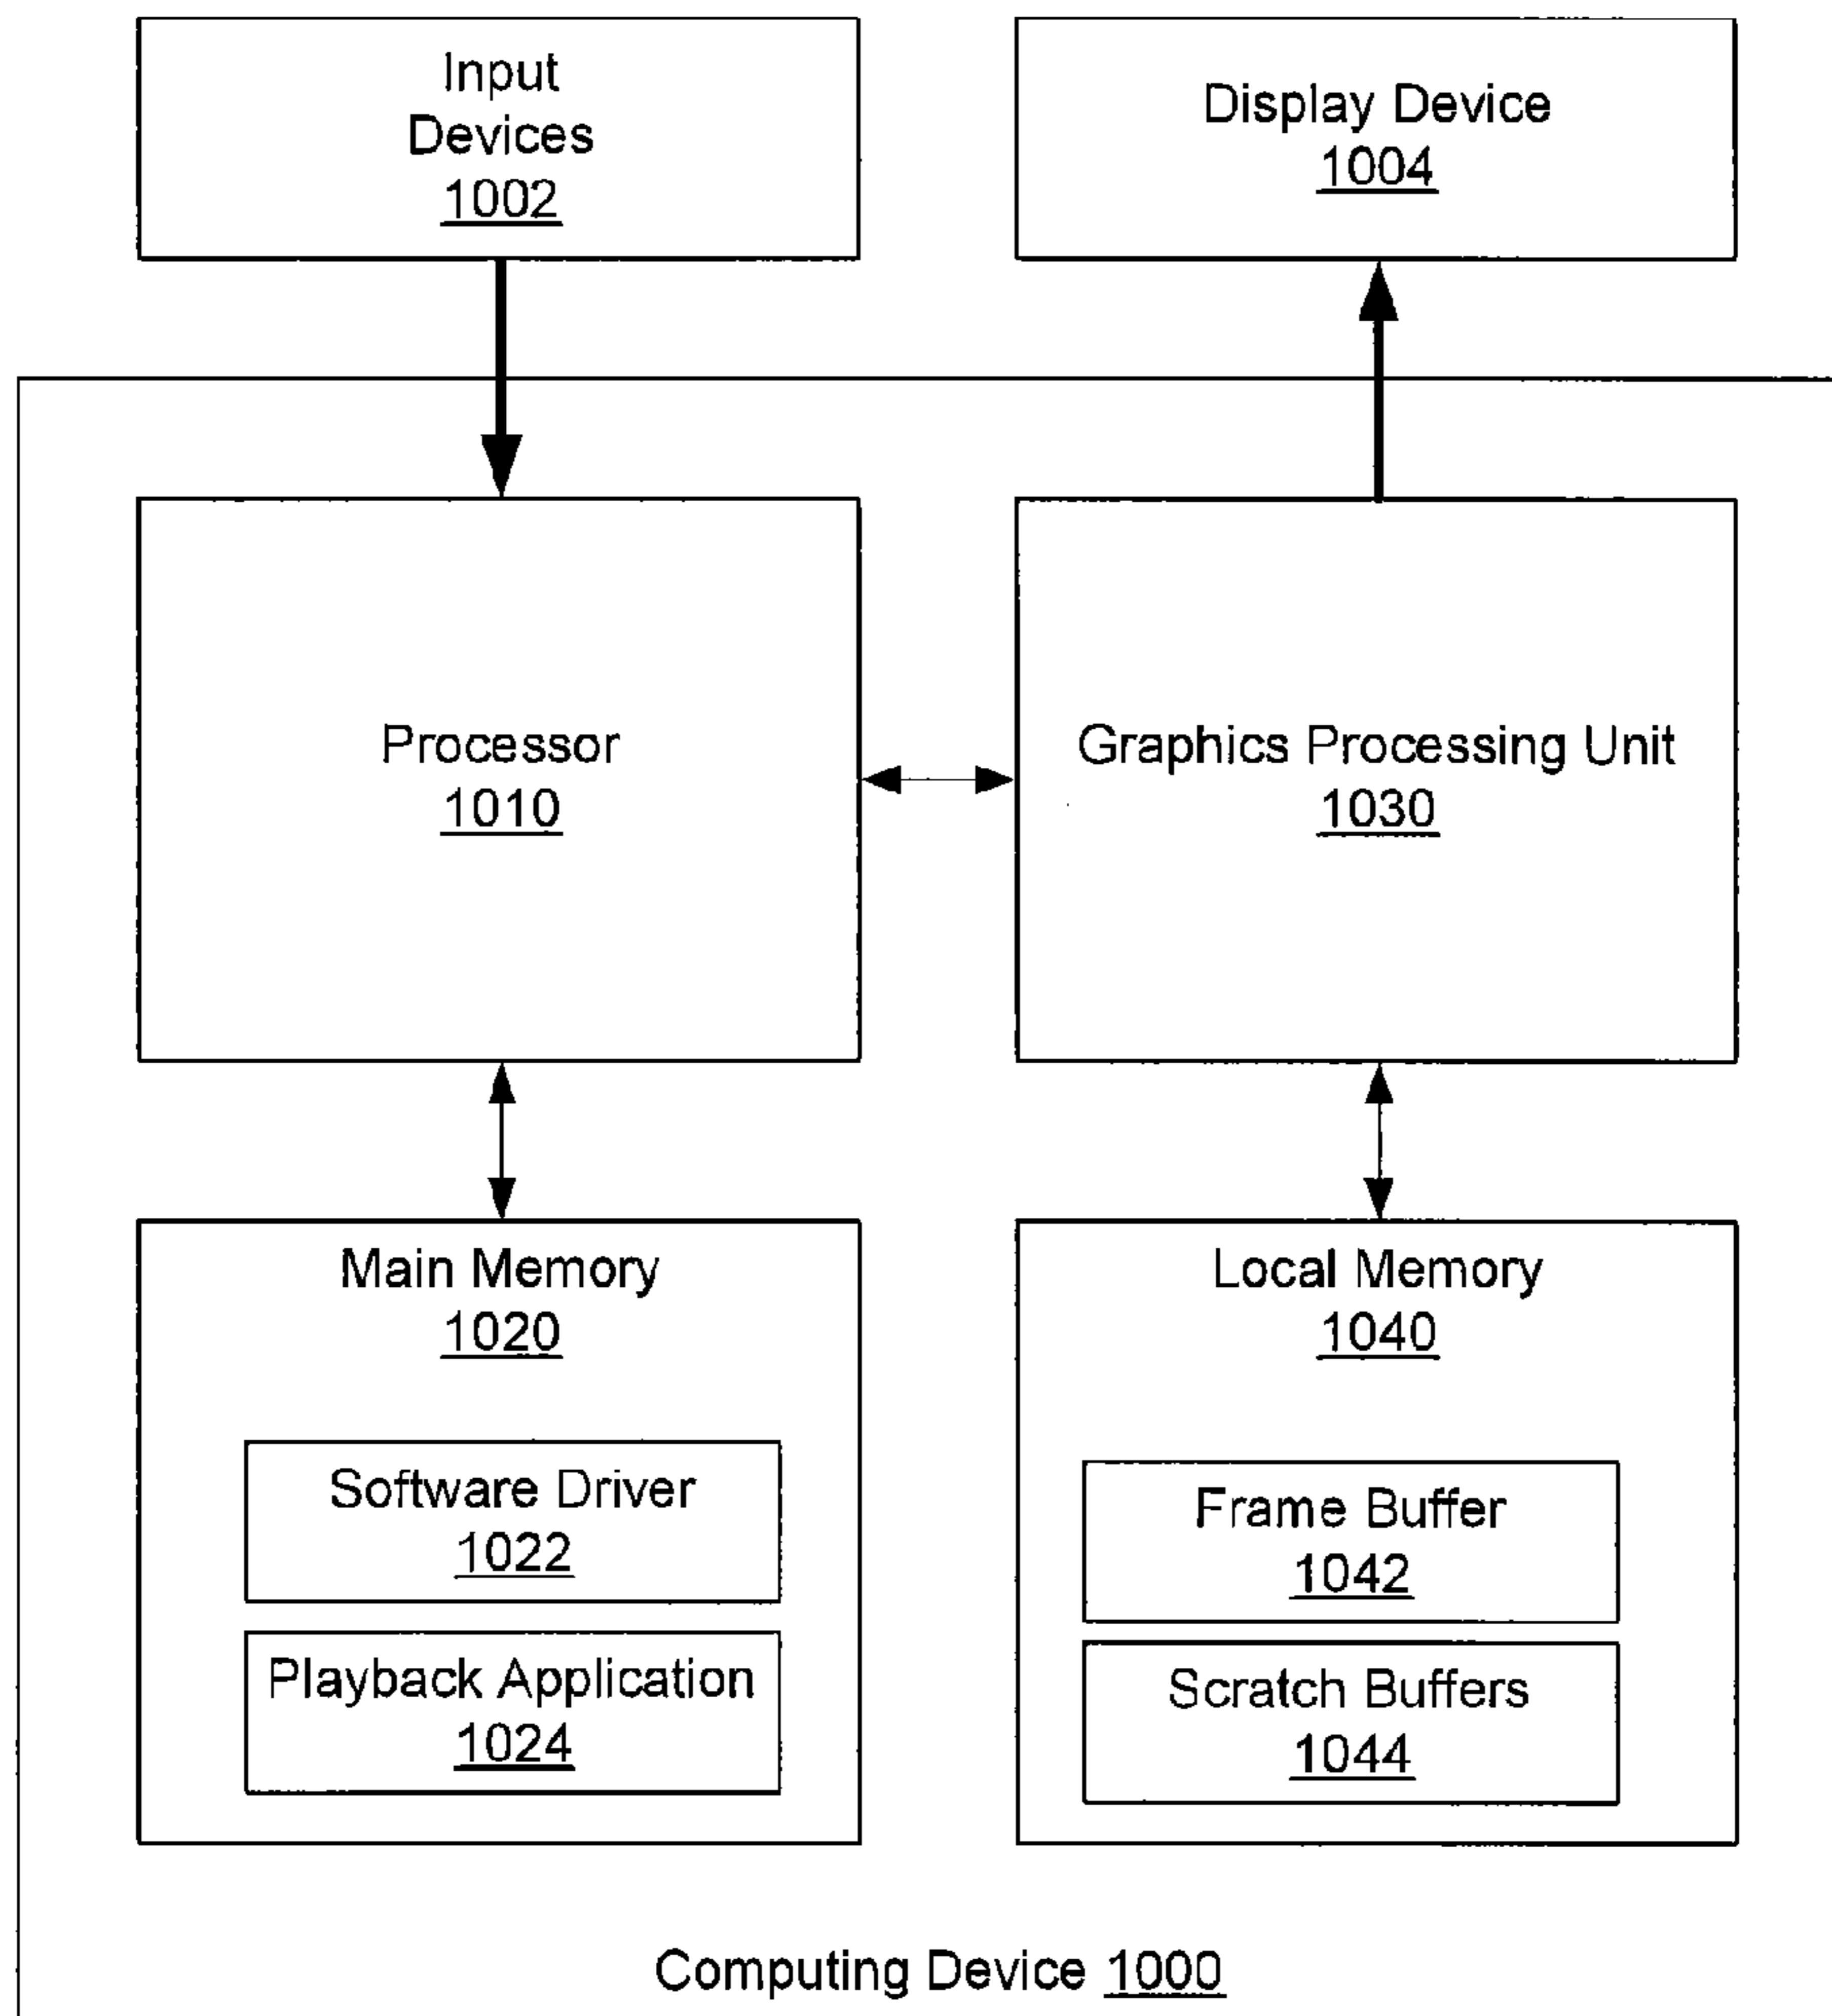 Input
Devices
1002
Display Device
1004
Processor
1010
Graphics Processing Unit
1030
Main Memory
1020
Software Driver
1022
Playback Application
1024
Local Memory
1040
Frame Buffer
1042
Scratch Buffers
1044
Computing Device 1000